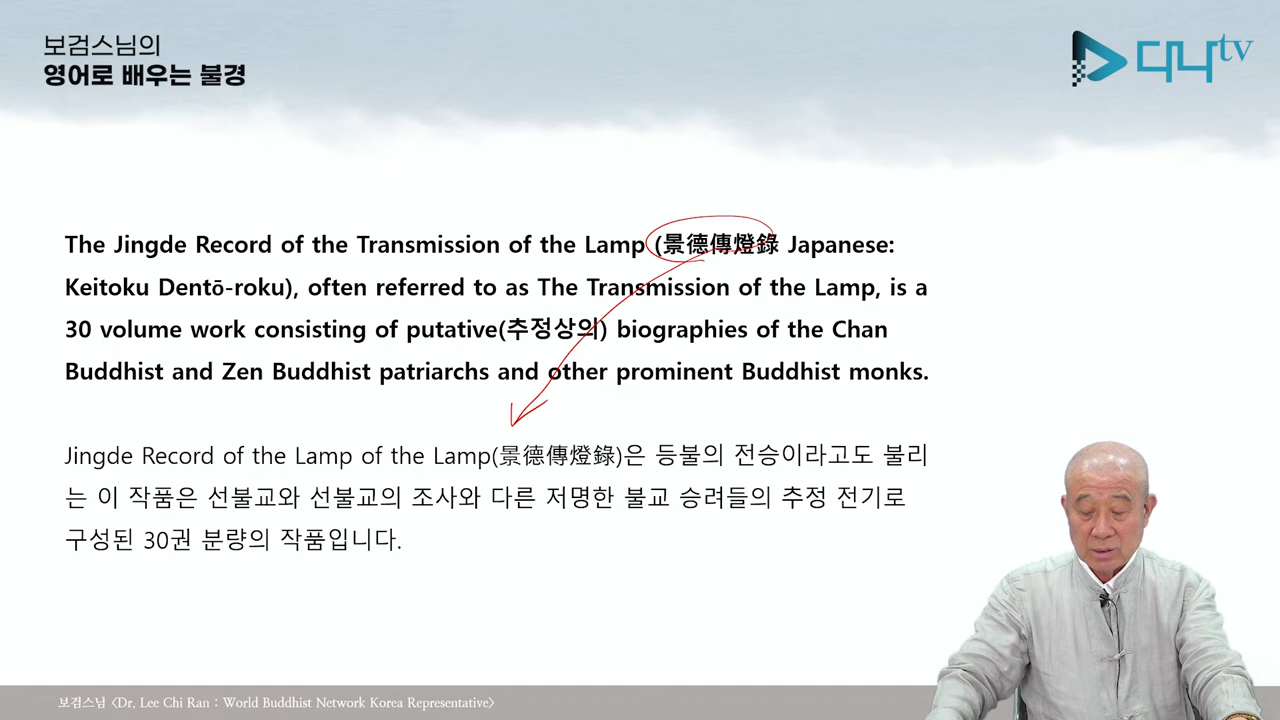 보검스님의
영어로 배우는 불경
디나tv
The Jingde Record of the Transmission of the Lamp (景德傳燈錄 Japanese:
Keitoku Dentō-roku), often referred to as The Transmission of the Lamp, is a
30 volume work consisting of putative(추정상의) biographies of the Chan
Buddhist and Zen Buddhist patriarchs and other prominent Buddhist monks.
Jingde Record of the Lamp of the Lamp(景德傳燈錄)은 등불의 전승이라고도 불리
는 이 작품은 선불교와 선불교의 조사와 다른 저명한 불교 승려들의 추정 전기로
구성된 30권 분량의 작품입니다.
보검스님 <Dr. Lee Chi Ran : World Buddhist Network Korea Representative>